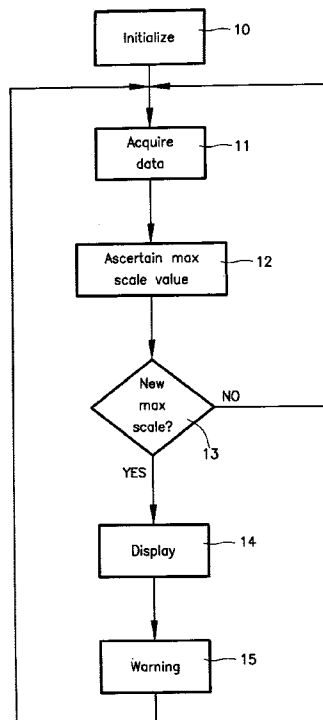 Initialize
10
Acquire
data
11
Ascertain max
scale value
12
New
max
scale?
NO
13
YES
Display
14
Warning
15